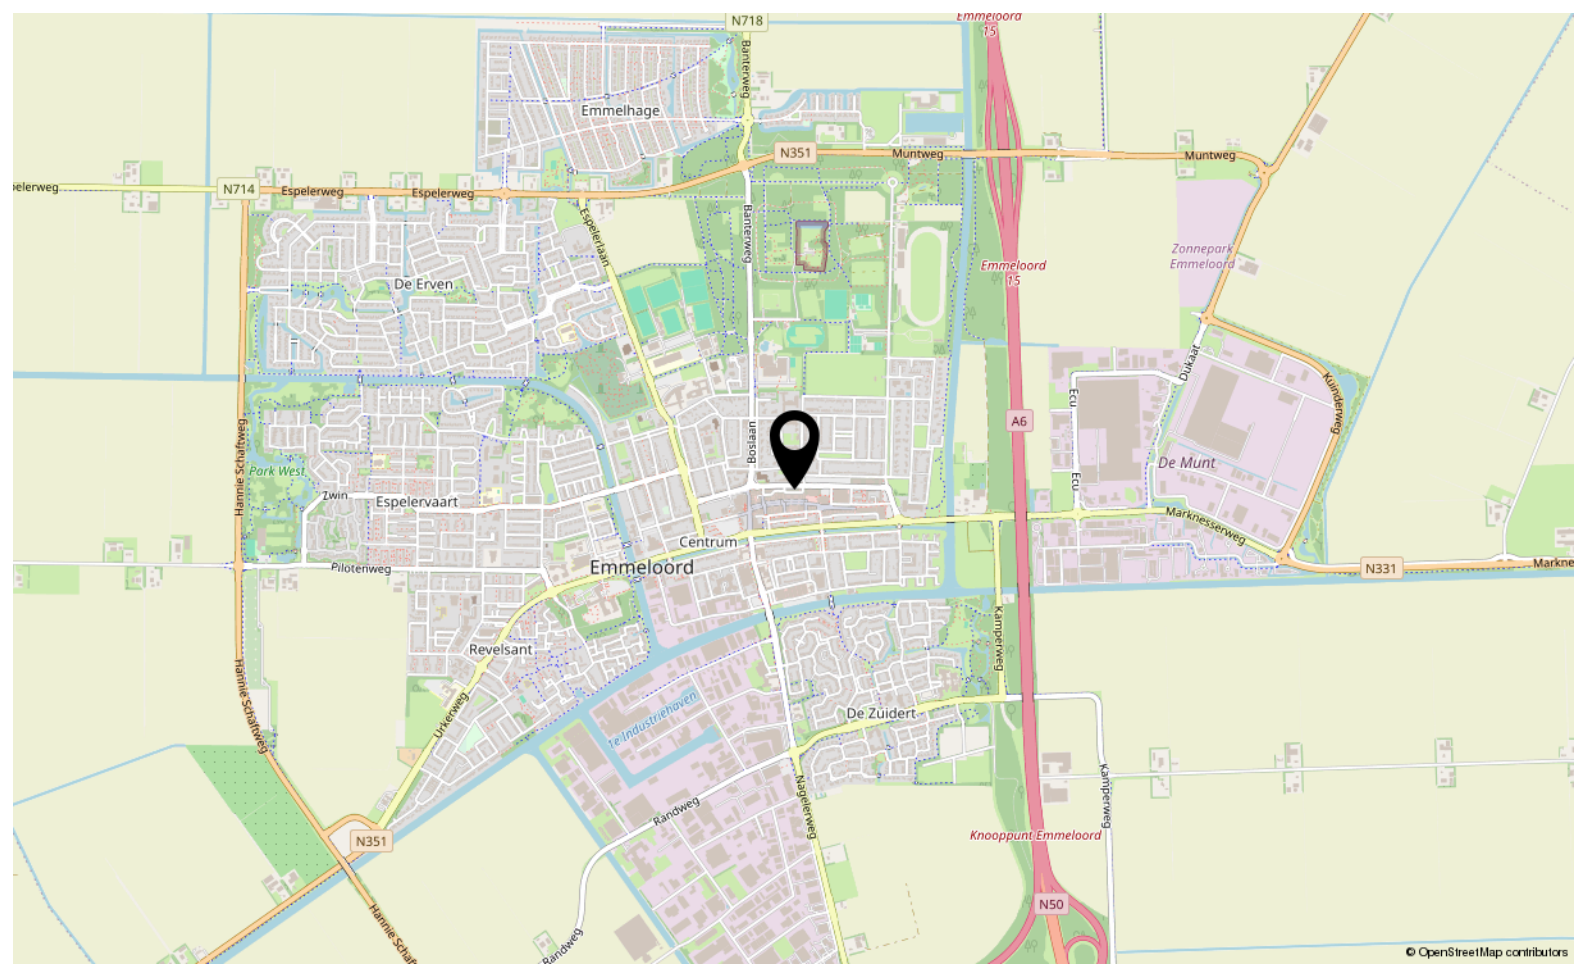 Emmeloord
15
N718
Banterweg
Emmelhage
N351
Muntweg
Muntweg
pelerweg
N714
Espelerweg
Espelerweg
Espelerlaan
Banterweg
Zonnepark
Emmeloord
Emmeloord
15
De Erven
Dukaat
Kuinderweg
Ecu
A6
Hannie Schaftweg
Boslaan
Park West
De Munt
Zwin
Espelervaart
Ecu
Marknesserweg
Centrum
Emmeloord
Pilotenweg
N331
Markne
Kamperweg
Revelsant
Hannie Schaftweg
Urkerweg
1e Industriehaven
De Zuidert
Nagelerweg
Kamperweg
Randweg
N351
Knooppunt Emmeloord
N50
Hannie Schaf
Randweg
© OpenStreetMap contributors